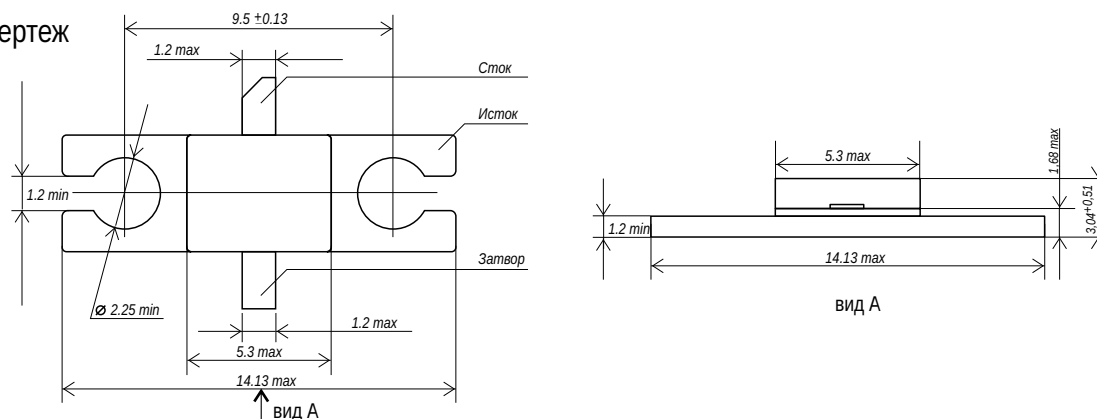 ертеж
9.5 ±0.13
1.2 max
Сток
Исток
1.2 min
Затвор
⌀ 2.25 min
1.2 max
5.3 max
14.13 max
вид А
5.3 max
1,68 max
3,04+0,51
1.2 min
14.13 max
вид А